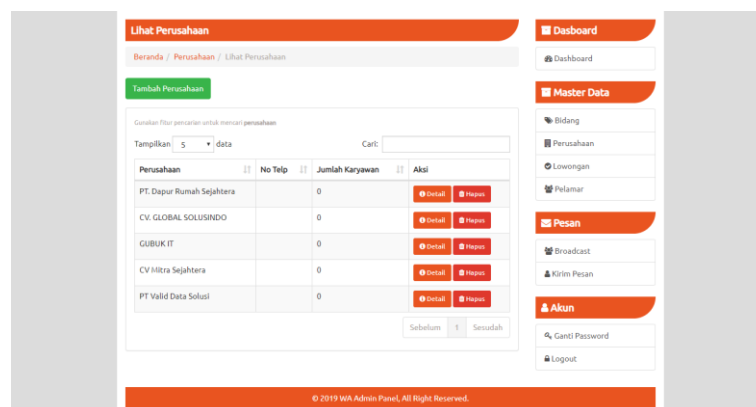 Lihat Perusahaan
Beranda / Perusahaan / Lihat Perusahaan
Tambah Perusahaan
Gunakan fitur pencarian untuk mencari perusahaan
Tampilkan 5 data
Cari:
Perusahaan No Telp Jumlah Karyawan Aksi
PT. Dapur Rumah Sejahtera 0 Detail Hapus
CV. GLOBAL SOLUSINDO 0 Detail Hapus
GUBUK IT 0 Detail Hapus
CV Mitra Sejahtera 0 Detail Hapus
PT Valid Data Solusi 0 Detail Hapus
Sebelum 1 Sesudah
Dasboard
Dashboard
Master Data
Bidang
Perusahaan
Lowongan
Pelamar
Pesan
Broadcast
Kirim Pesan
Akun
Ganti Password
Logout
© 2019 WA Admin Panel, All Right Reserved.